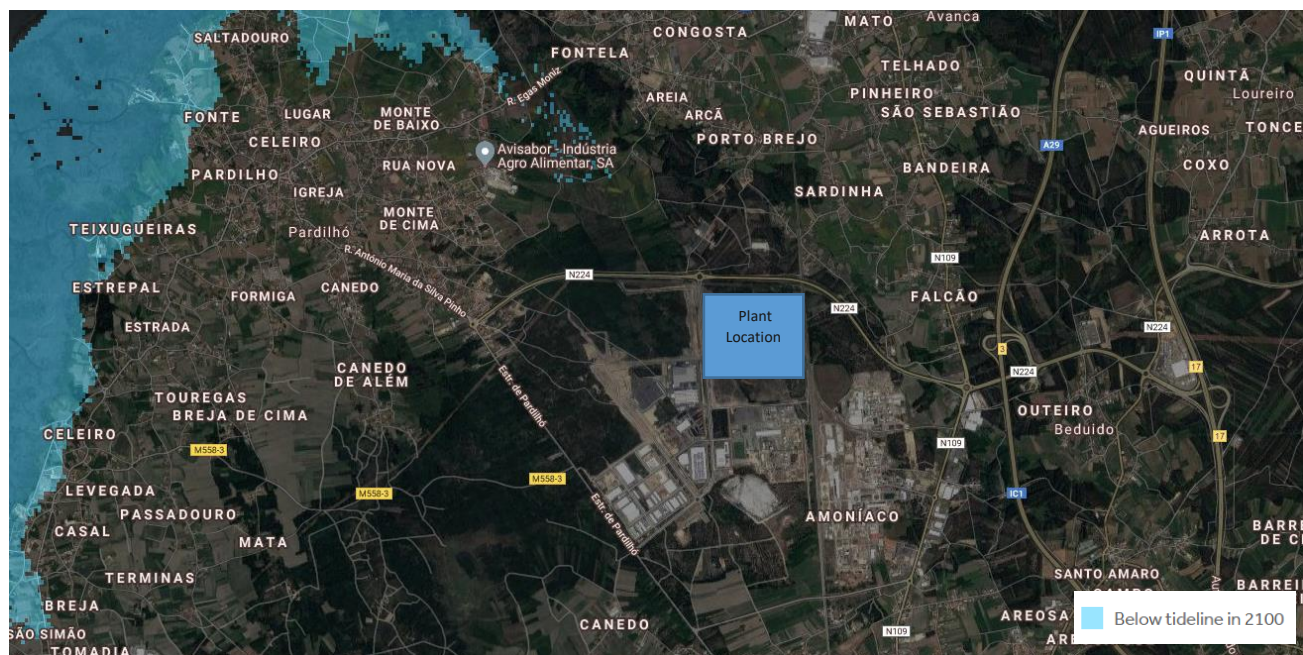 Avanca
SALTADOURO
CONGOSTA
MATO
IP1
FONTELA
TELHADO
QUINTÃ
R. Egas Moniz
AREIA
PINHEIRO
Loureiro
FONTE
LUGAR
MONTE
DE BAIXO
ARCÃ
SÃO SEBASTIÃO
CELEIRO
PORTO BREJO
AGUEIROS
TONCE
A29
Avisabor - Indústria
Agro Alimentar, SA
RUA NOVA
BANDEIRA
COXO
PARDILHO
IGREJA
SARDINHA
MONTE
DE CIMA
TEIXUGUEIRAS
Pardilhó
ARROTA
R. António Maria da Silva Pinho
N109
N224
ESTREPAL
FORMIGA
CANEDO
FALCÃO
N224
Plant
Location
ESTRADA
N224
3
CANEDO
DE ALÉM
17
N224
Estr. de Pardilhó
TOUREGAS
BREJA DE CIMA
OUTEIRO
Beduido
CELEIRO
M558-3
N109
17
M558-3
LEVEGADA
M558-3
IC1
PASSADOURO
Estr. de Pardilhó
AMONÍACO
CASAL
MATA
BARRE
DE CI
TERMINAS
SANTO AMARO
BARREI
BREJA
CANEDO
AREOSA
Below tideline in 2100
SÃO SIMÃO
N109
TOMADIA